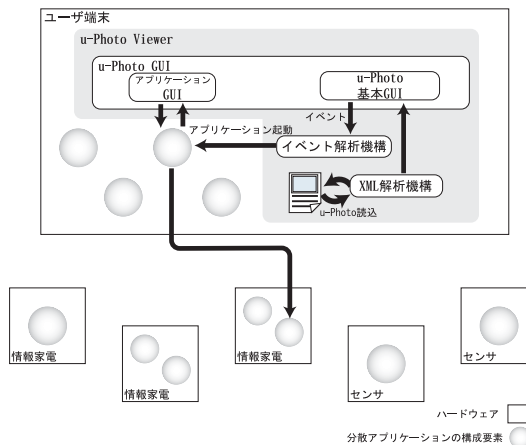 ユーザ端末
u-Photo Viewer
u-Photo GUI
アプリケーション
GUI
u-Photo
基本GUI
イベント
アプリケーション起動
イベント解析機構
XML解析機構
u-Photo読込
情報家電
情報家電
情報家電
センサ
センサ
ハードウェア
分散アプリケーションの構成要素